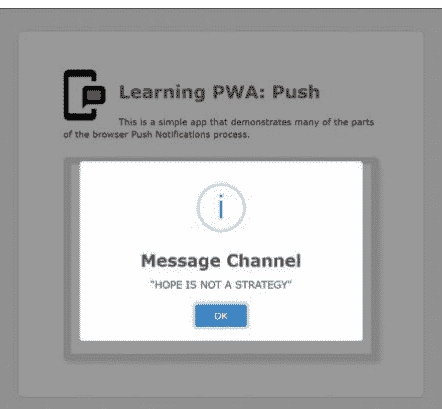 Learning PWA: Push
This is a simple app that demonstrates many of the parts
of the browser Push Notifications process.
i
Message Channel
"HOPE IS NOT A STRATEGY"
OK